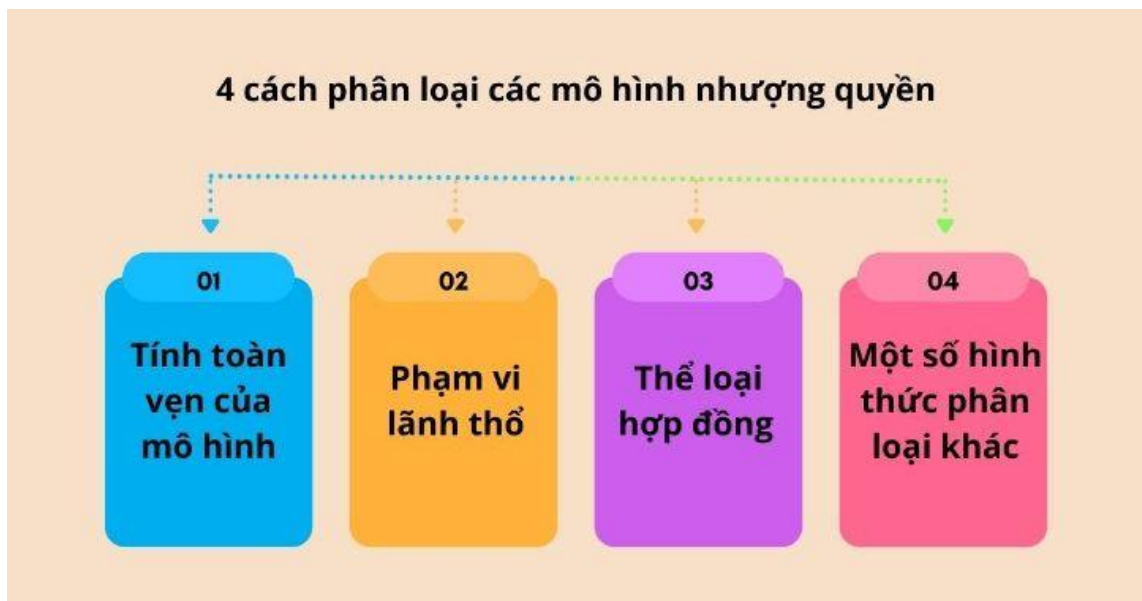 4 cách phân loại các mô hình nhượng quyền
01
Tính toàn
vẹn của
mô hình
02
Phạm vi
lãnh thổ
03
Thể loại
hợp đồng
04
Một số hình
thức phân
loại khác